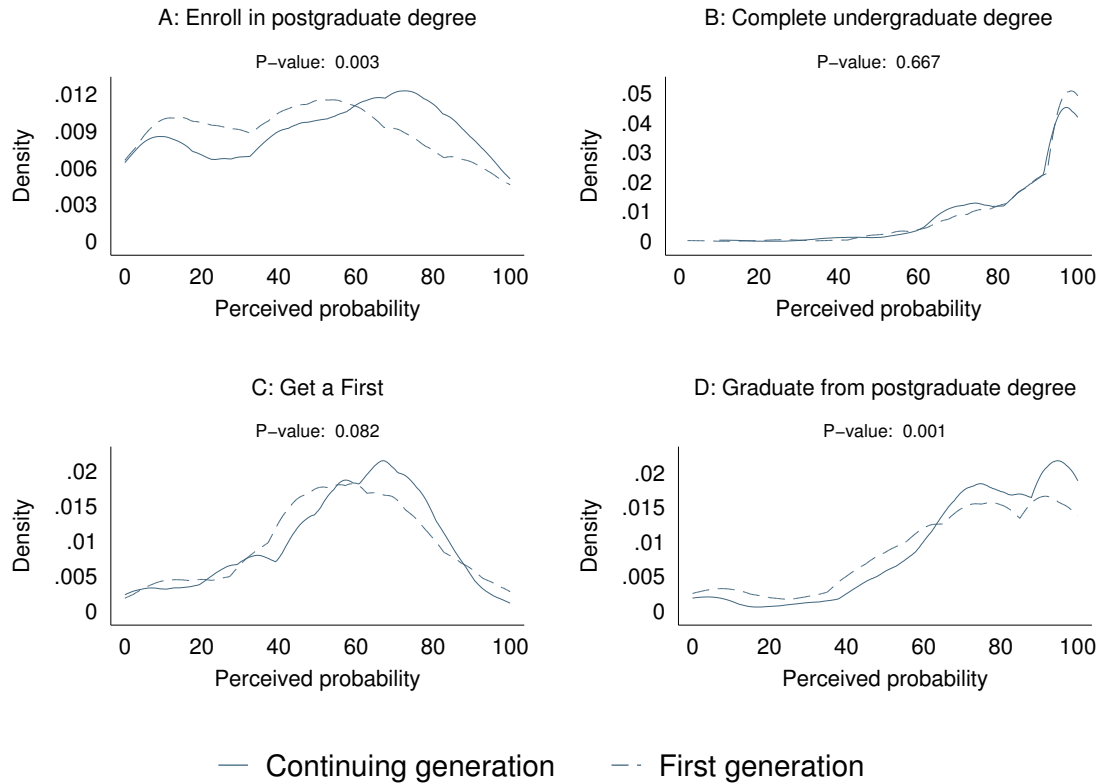 A: Enroll in postgraduate degree
P−value: 0.003
Density
.012
.009
.006
.003
0
0 20 40 60 80 100
Perceived probability
B: Complete undergraduate degree
P−value: 0.667
Density
.05
.04
.03
.02
.01
0
0 20 40 60 80 100
Perceived probability
C: Get a First
P−value: 0.082
Density
.02
.015
.01
.005
0
0 20 40 60 80 100
Perceived probability
D: Graduate from postgraduate degree
P−value: 0.001
Density
.02
.015
.01
.005
0
0 20 40 60 80 100
Perceived probability
Continuing generation First generation